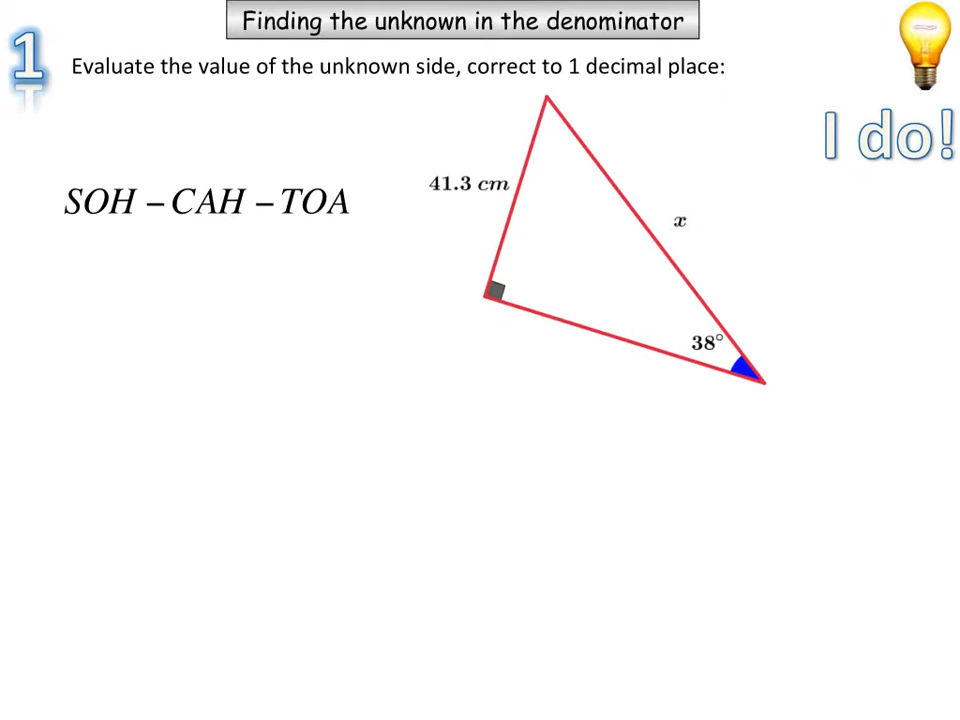 Finding the unknown in the denominator
1
Evaluate the value of the unknown side, correct to 1 decimal place:
I do!
41.3 cm
SOH – CAH – TOA
x
38°